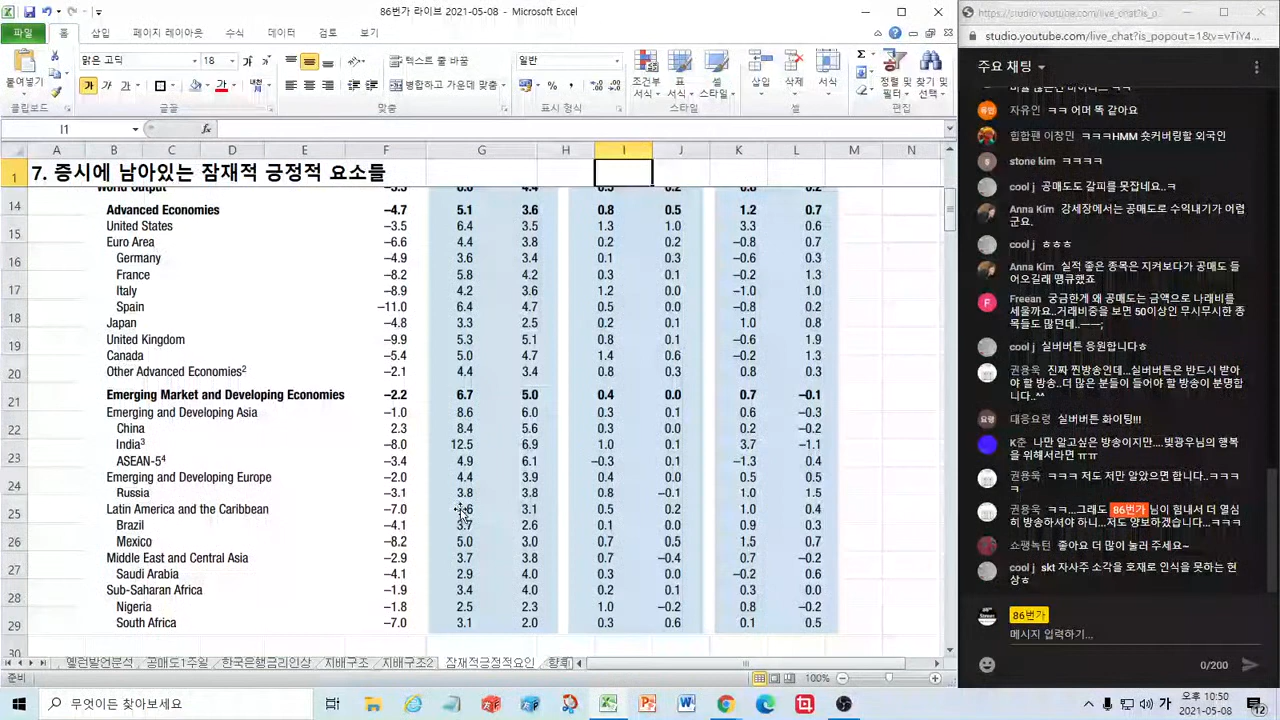 86번가 라이브 2021-05-08 - Microsoft Excel
파일 홈 삽입 페이지 레이아웃 수식 데이터 검토 보기
붙여넣기
맑은 고딕 18
텍스트 줄 바꿈
병합하고 가운데 맞춤
일반
조건부 서식
표 서식
셀 스타일
삽입 삭제 서식
정렬 및 필터
찾기 및 선택
클립보드 글꼴 맞춤 표시 형식 스타일 셀 편집
I1
A B C D E F G H I J K L M N
1 7. 증시에 남아있는 잠재적 긍정적 요소들
World Output −3.3 6.0 4.4 0.5 0.2 0.8 0.2
14 Advanced Economies −4.7 5.1 3.6 0.8 0.5 1.2 0.7
15 United States −3.5 6.4 3.5 1.3 1.0 3.3 0.6
Euro Area −6.6 4.4 3.8 0.2 0.2 −0.8 0.7
16 Germany −4.9 3.6 3.4 0.1 0.3 −0.6 0.3
France −8.2 5.8 4.2 0.3 0.1 −0.2 1.3
17 Italy −8.9 4.2 3.6 1.2 0.0 −1.0 1.0
Spain −11.0 6.4 4.7 0.5 0.0 −0.8 0.2
18 Japan −4.8 3.3 2.5 0.2 0.1 1.0 0.8
19 United Kingdom −9.9 5.3 5.1 0.8 0.1 −0.6 1.9
Canada −5.4 5.0 4.7 1.4 0.6 −0.2 1.3
20 Other Advanced Economies2 −2.1 4.4 3.4 0.8 0.3 0.8 0.3
21 Emerging Market and Developing Economies −2.2 6.7 5.0 0.4 0.0 0.7 −0.1
Emerging and Developing Asia −1.0 8.6 6.0 0.3 0.1 0.6 −0.3
22 China 2.3 8.4 5.6 0.3 0.0 0.2 −0.2
India3 −8.0 12.5 6.9 1.0 0.1 3.7 −1.1
23 ASEAN-54 −3.4 4.9 6.1 −0.3 0.1 −1.3 0.4
Emerging and Developing Europe −2.0 4.4 3.9 0.4 0.0 0.5 0.5
24 Russia −3.1 3.8 3.8 0.8 −0.1 1.0 1.5
25 Latin America and the Caribbean −7.0 3.1 0.5 0.2 1.0 0.4
Brazil −4.1 2.6 0.1 0.0 0.9 0.3
26 Mexico −8.2 5.0 3.0 0.7 0.5 1.5 0.7
Middle East and Central Asia −2.9 3.7 3.8 0.7 −0.4 0.7 −0.2
27 Saudi Arabia −4.1 2.9 4.0 0.3 0.0 −0.2 0.6
28 Sub-Saharan Africa −1.9 3.4 4.0 0.2 0.1 0.3 0.0
Nigeria −1.8 2.5 2.3 1.0 −0.2 0.8 −0.2
29 South Africa −7.0 3.1 2.0 0.3 0.6 0.1 0.5
30
옐런발언분석 공매도1주일 한국은행금리인상 지배구조 지배구조2 잠재적긍정적요인
준비 100%
무엇이든 찾아보세요
오후 10:50
2021-05-08
12
studio.youtube.com/live_chat?is_popout=1&v=vTiY4...
주요 채팅
자유인 ㅋㅋ 어머 똑 같아요
힘합편 이창민 ㅋㅋㅋHMM 숏커버링할 외국인
stone kim ㅋㅋㅋㅋ
cool j 공매도도 갈피를 못잡네요..ㅋ
Anna Kim 강세장에서는 공매도로 수익내기가 어렵
군요.
cool j ㅎㅎㅎ
Anna Kim 실적 좋은 종목은 지켜보다가 공매도 들
어오길래 땡큐했죠
Freean 궁금한게 왜 공매도는 금액으로 나레비를
세울까요..거래비중을 보면 50이상인 무시무시한 종
목들도 많던데..---;
cool j 실버버튼 응원합니다ㅎ
권용욱 진짜 찐방송인데...실버버튼은 반드시 받아
야 할 방송..더 많은 분들이 들어야 할 방송이 분명합
니다..^^
대응요령 실버버튼 화이팅!!!
K춘 나만 알고싶은 방송이지만....빚광우님의 행복
을 위해서라면 ㅠㅠ
권용욱 ㅋㅋㅋ 저도 저만 알았으면 합니다..ㅋㅋㅋ
ㅋ
권용욱 ㅋㅋ...그래도 86번가 님이 힘내서 더 열심
히 방송하셔야 하니...저도 양보하겠습니다...ㅋㅋㅋ
쇼팽녹턴 좋아요 더 많이 눌러 주세요~
cool j skt 자사주 소각을 호재로 인식을 못하는 현
상ㅎ
86번가
메시지 입력하기...
0/200